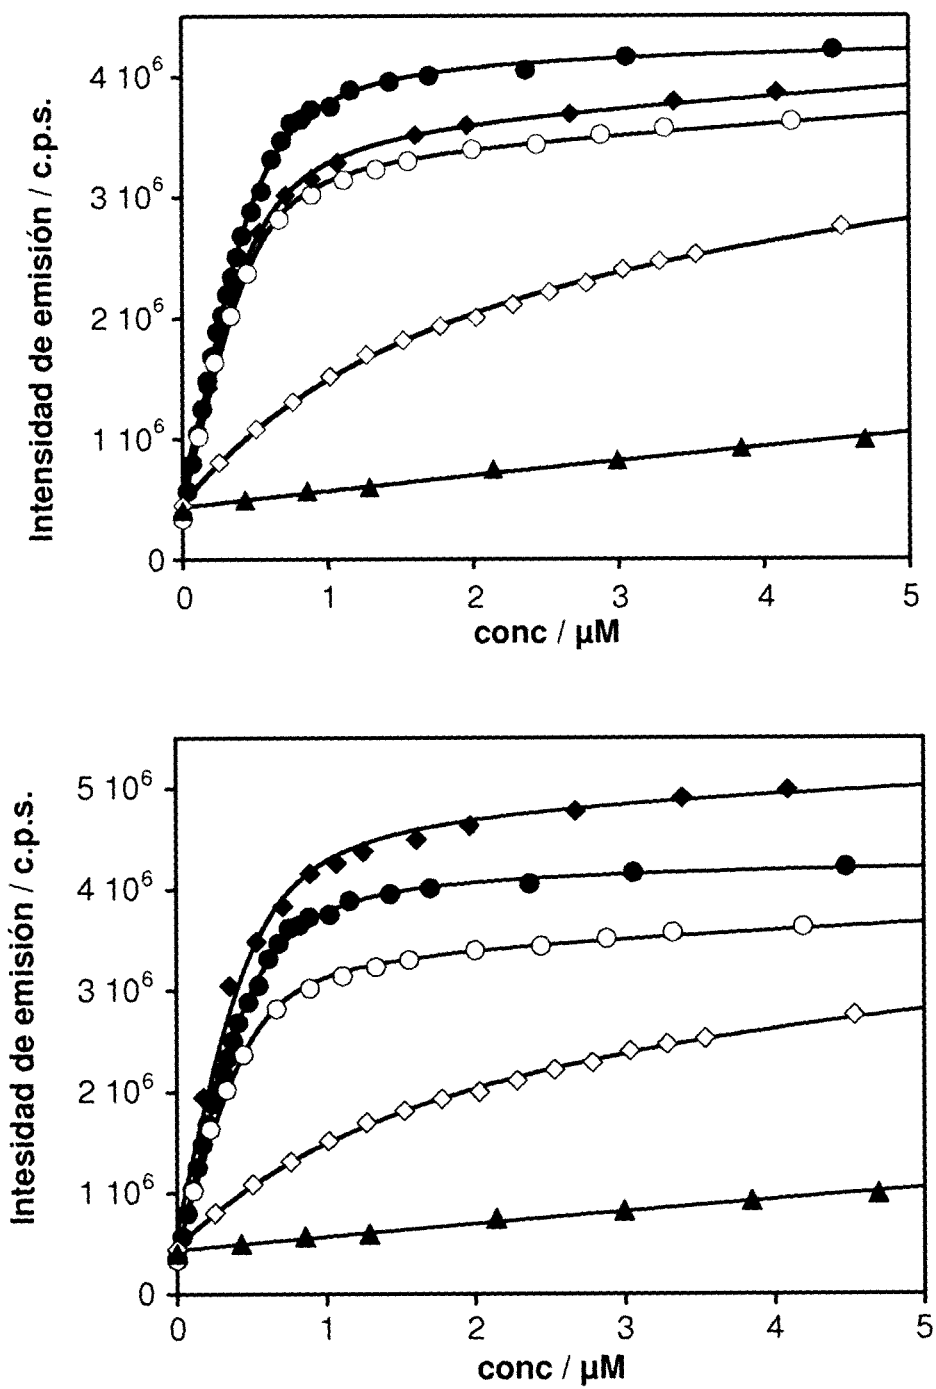 Intensidad de emisión / c.p.s.
4 10⁶
3 10⁶
2 10⁶
1 10⁶
0
0 1 2 3 4 5
conc / µM
Intesidad de emisión / c.p.s.
5 10⁶
4 10⁶
3 10⁶
2 10⁶
1 10⁶
0
0 1 2 3 4 5
conc / µM